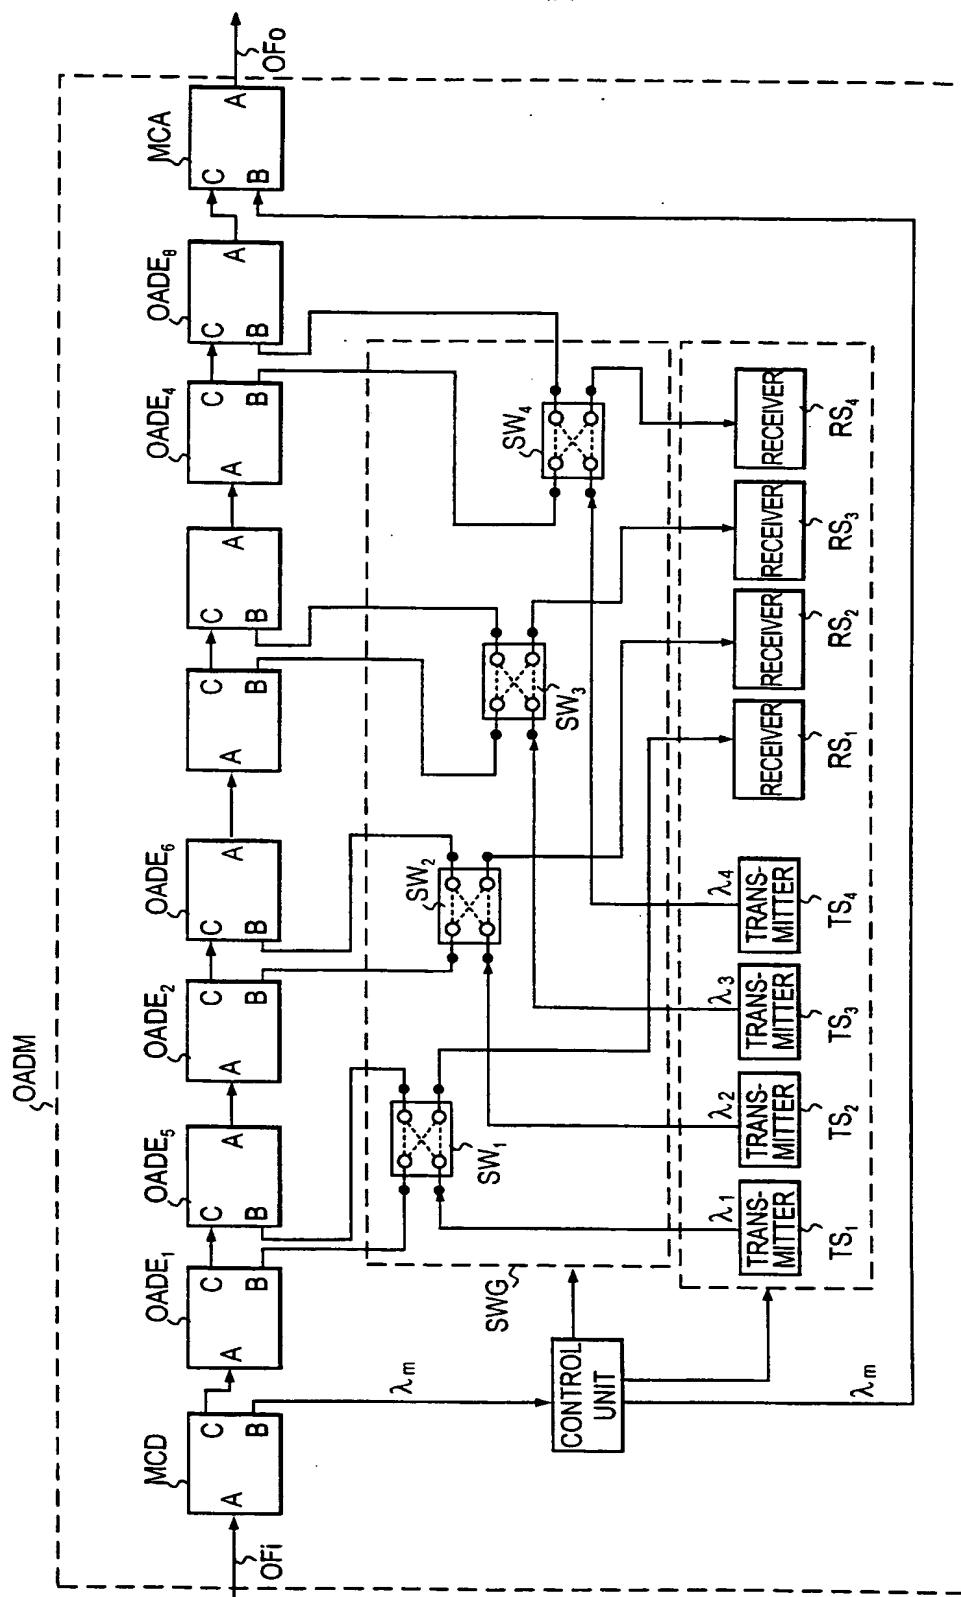 OADM
OFi
MCD
A
C
B
λm
OADE1
A
C
B
OADE5
C
B
A
OADE2
A
C
B
OADE6
C
B
A
A
C
B
C
B
A
OADE4
A
C
B
OADE8
C
B
A
MCA
C
B
A
OFo
SWG
SW1
SW2
SW3
SW4
CONTROL
UNIT
λm
λ1
λ2
λ3
λ4
TRANS-
MITTER
TS1
TRANS-
MITTER
TS2
TRANS-
MITTER
TS3
TRANS-
MITTER
TS4
RECEIVER
RS1
RECEIVER
RS2
RECEIVER
RS3
RECEIVER
RS4